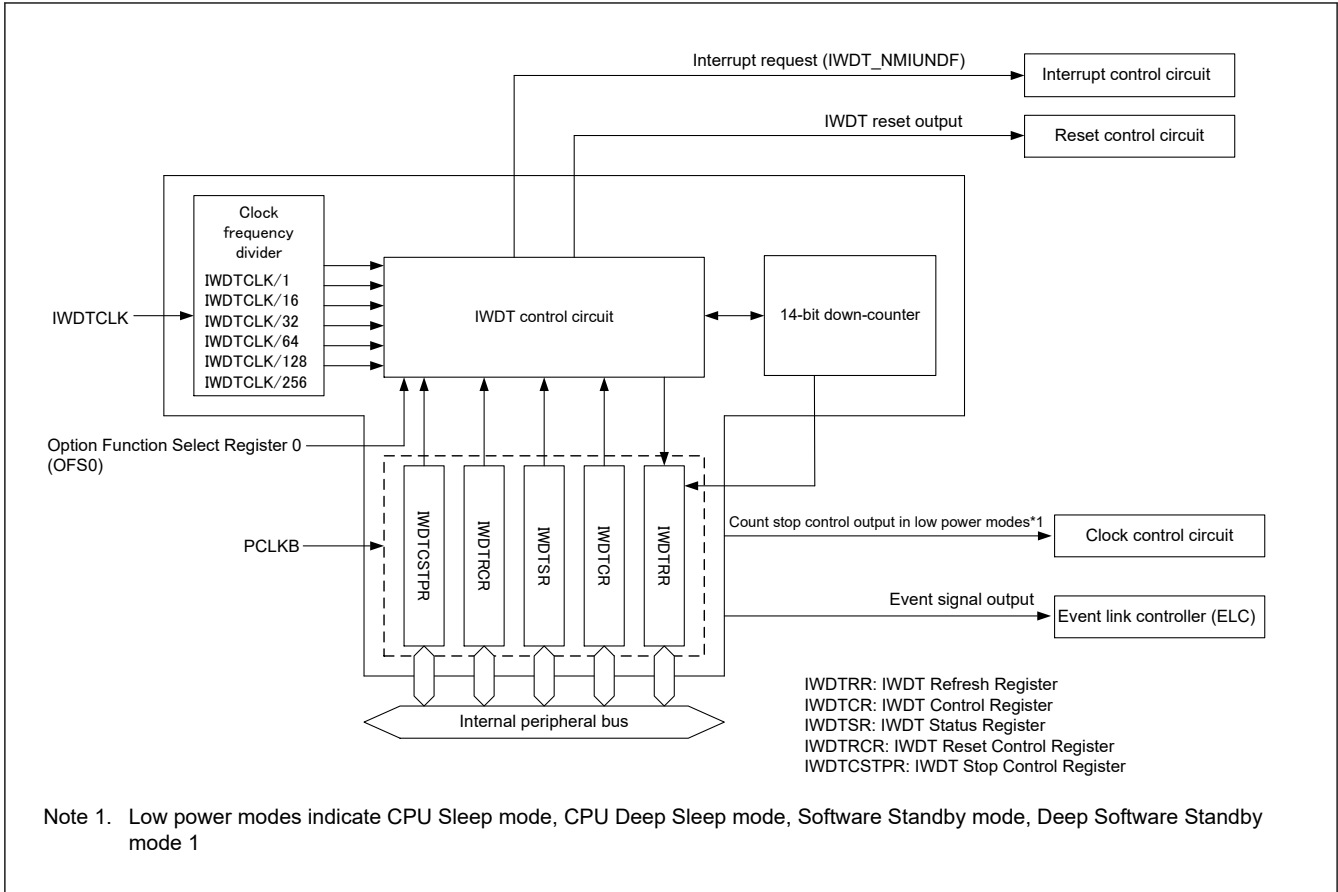 Interrupt request (IWDT_NMIUNDF)
Interrupt control circuit
IWDT reset output
Reset control circuit
Clock
frequency
divider
IWDTCLK/1
IWDTCLK/16
IWDTCLK/32
IWDTCLK/64
IWDTCLK/128
IWDTCLK/256
IWDTCLK
IWDT control circuit
14-bit down-counter
Option Function Select Register 0
(OFS0)
PCLKB
IWDTCSTPR
IWDTRCR
IWDTSR
IWDTCR
IWDTRR
Count stop control output in low power modes*1
Clock control circuit
Event signal output
Event link controller (ELC)
Internal peripheral bus
IWDTRR: IWDT Refresh Register
IWDTCR: IWDT Control Register
IWDTSR: IWDT Status Register
IWDTRCR: IWDT Reset Control Register
IWDTCSTPR: IWDT Stop Control Register
Note 1. Low power modes indicate CPU Sleep mode, CPU Deep Sleep mode, Software Standby mode, Deep Software Standby
mode 1